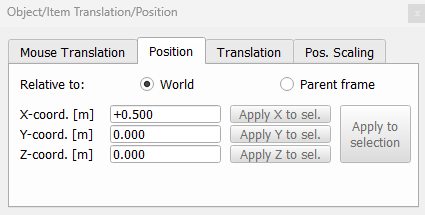 Object/Item Translation/Position
x
Mouse Translation Position Translation Pos. Scaling
Relative to: World Parent frame
X-coord. [m] +0.500 Apply X to sel.
Y-coord. [m] 0.000 Apply Y to sel.
Z-coord. [m] 0.000 Apply Z to sel.
Apply to
selection